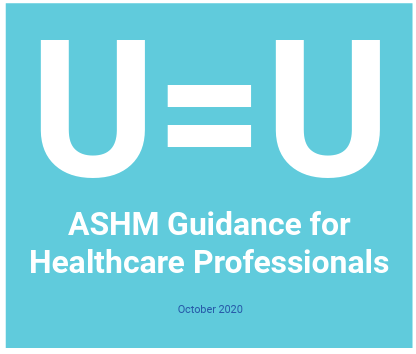 U=U
ASHM Guidance for
Healthcare Professionals
October 2020